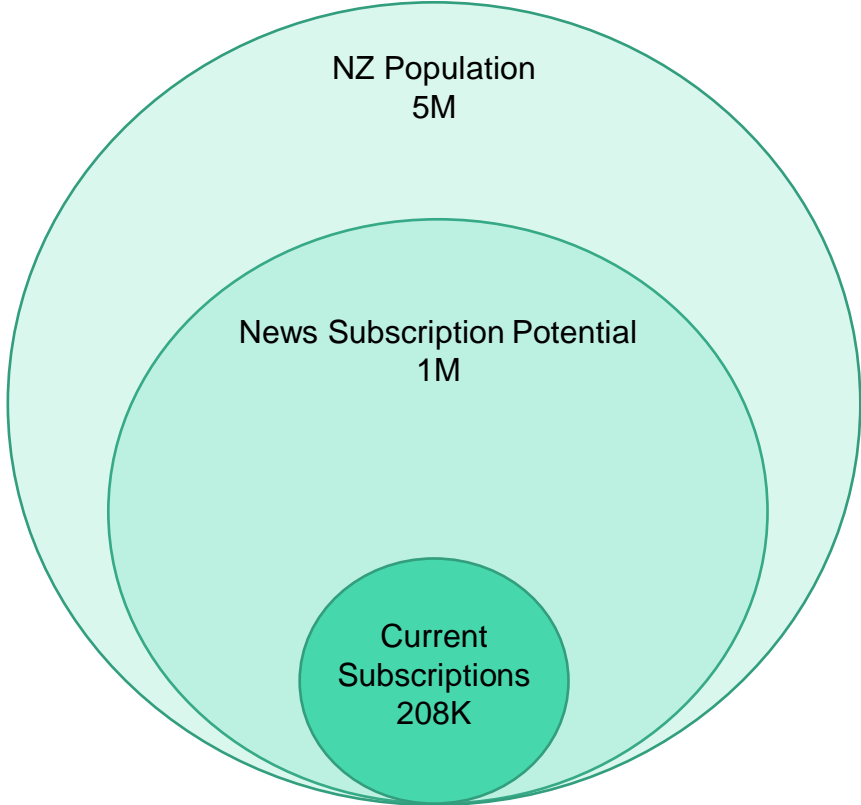 NZ Population
5M
News Subscription Potential
1M
Current
Subscriptions
208K